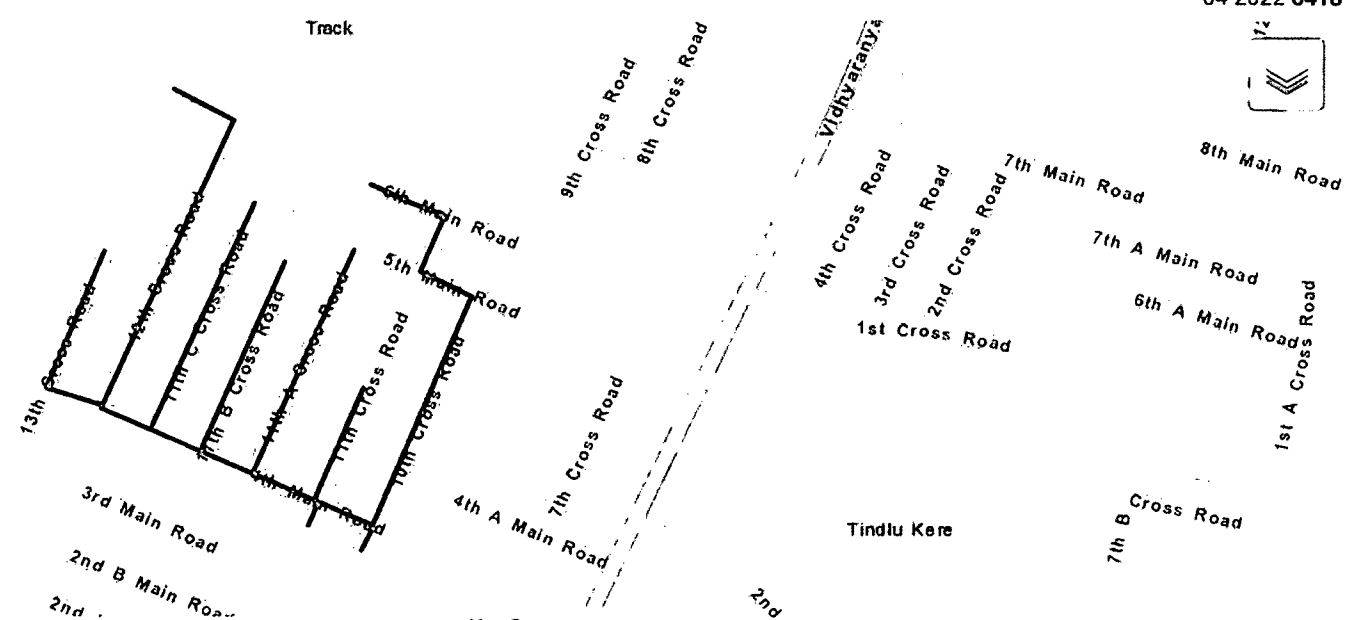 Track
9th Cross Road
8th Cross Road
8th Main Road
7th Main Road
4th Cross Road
3rd Cross Road
2nd Cross Road
6th Main Road
7th A Main Road
5th Main Road
6th A Main Road
1st Cross Road
1st A Cross Road
12th Cross Road
11th C Cross Road
11th B Cross Road
11th A Cross Road
11th Cross Road
10th Cross Road
13th Cross Road
7th Cross Road
4th Main Road
4th A Main Road
3rd Main Road
Tindlu Kere
7th B Cross Road
2nd B Main Road
2nd
2nd